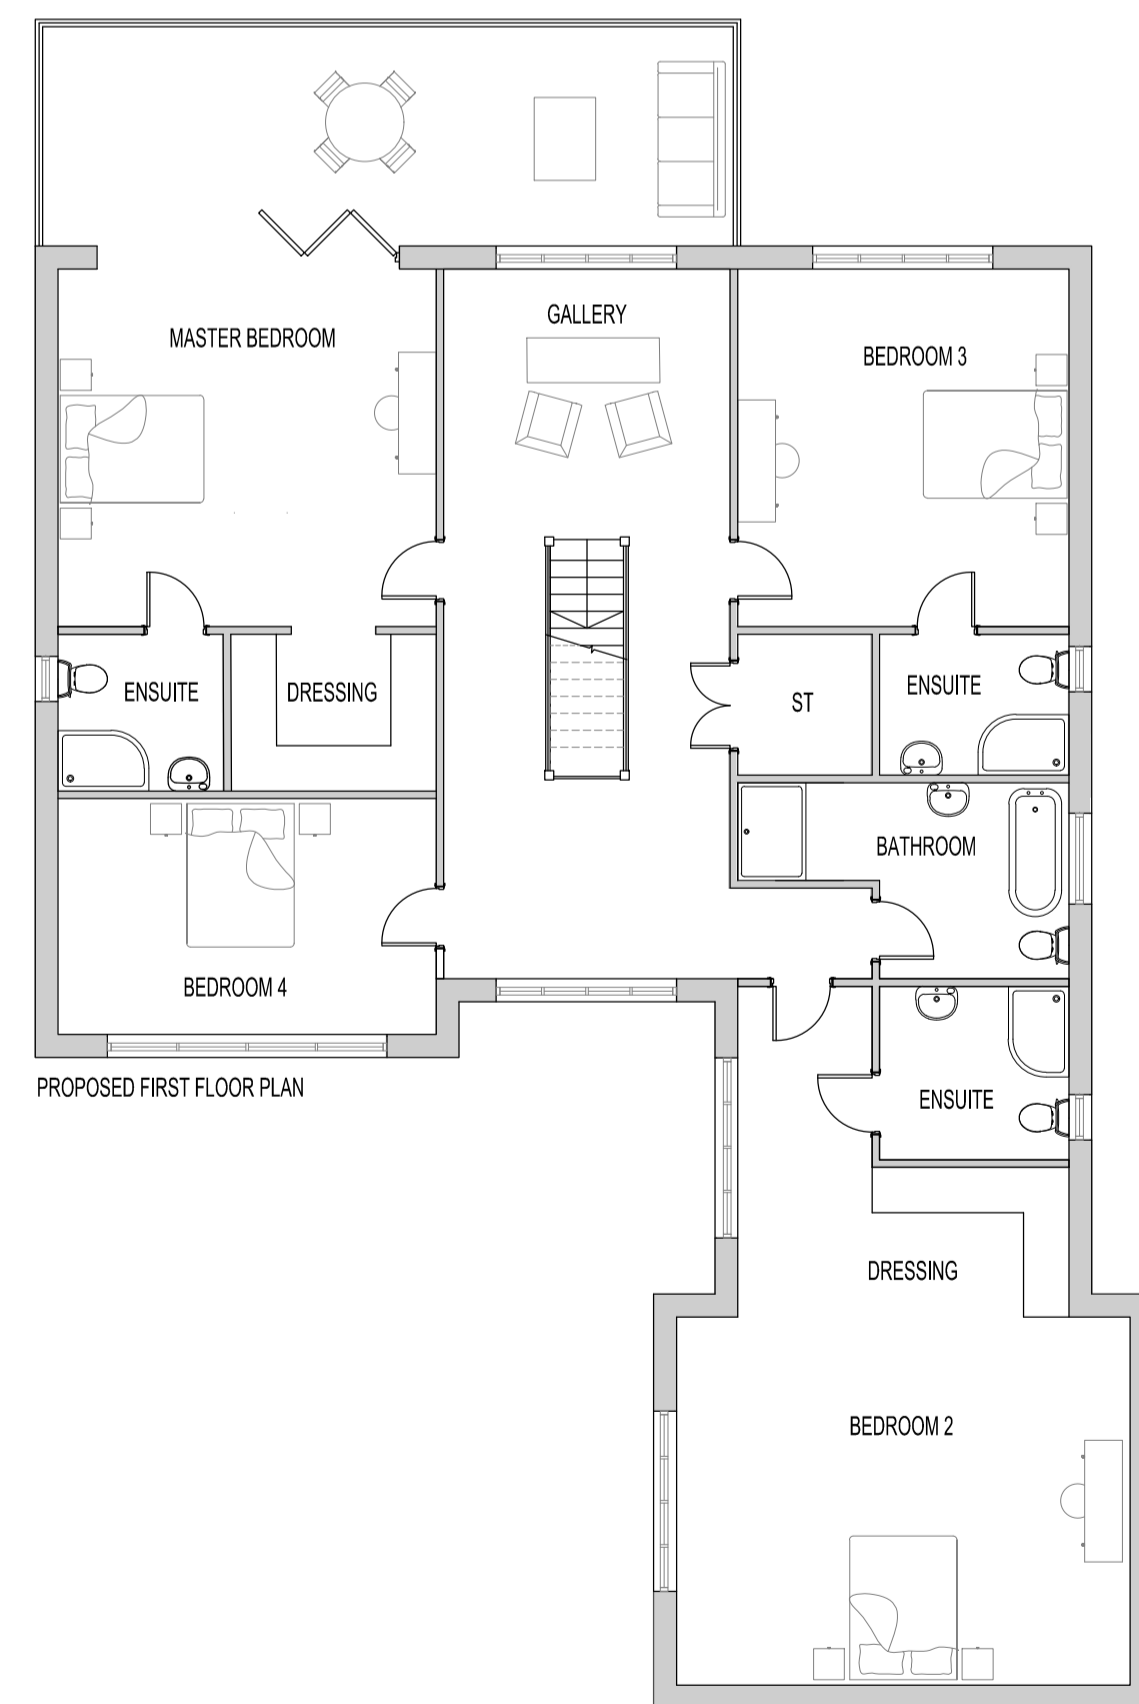 GALLERY
MASTER BEDROOM
BEDROOM 3
ENSUITE
DRESSING
ST
ENSUITE
BATHROOM
BEDROOM 4
PROPOSED FIRST FLOOR PLAN
ENSUITE
DRESSING
BEDROOM 2